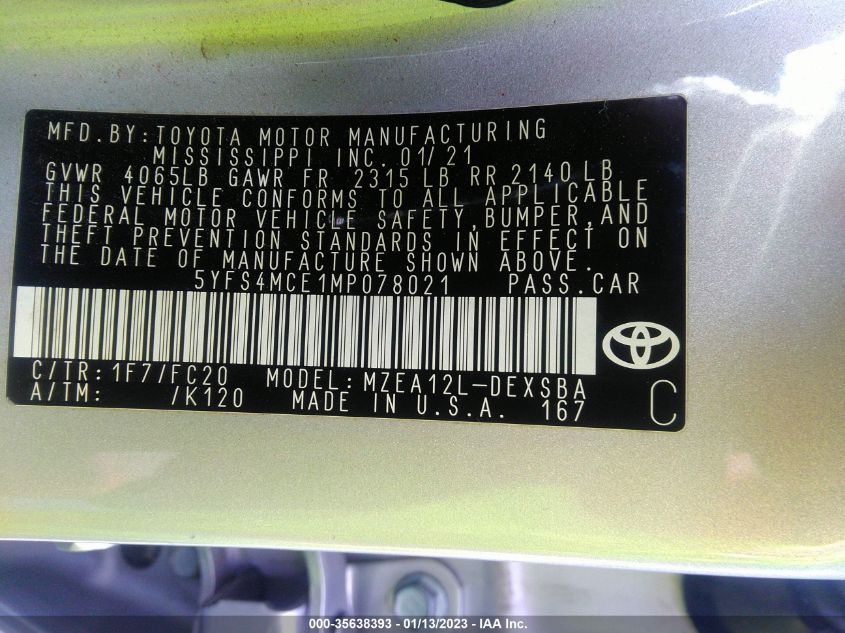 MFD.BY:TOYOTA MOTOR MANUFACTURING
MISSISSIPPI INC. 01/21
GVWR 4065LB GAWR FR 2315 LB RR 2140 LB
THIS VEHICLE CONFORMS TO ALL APPLICABLE
FEDERAL MOTOR VEHICLE SAFETY,BUMPER,AND
THEFT PREVENTION STANDARDS IN EFFECT ON
THE DATE OF MANUFACTURE SHOWN ABOVE.
5YFS4MCE1MP078021 PASS.CAR
C/TR:1F7/FC20 MODEL:MZEA12L-DEXSBA
A/TM: /K120 MADE IN U.S.A. 167 C
000-35638393 - 01/13/2023 - IAA Inc.